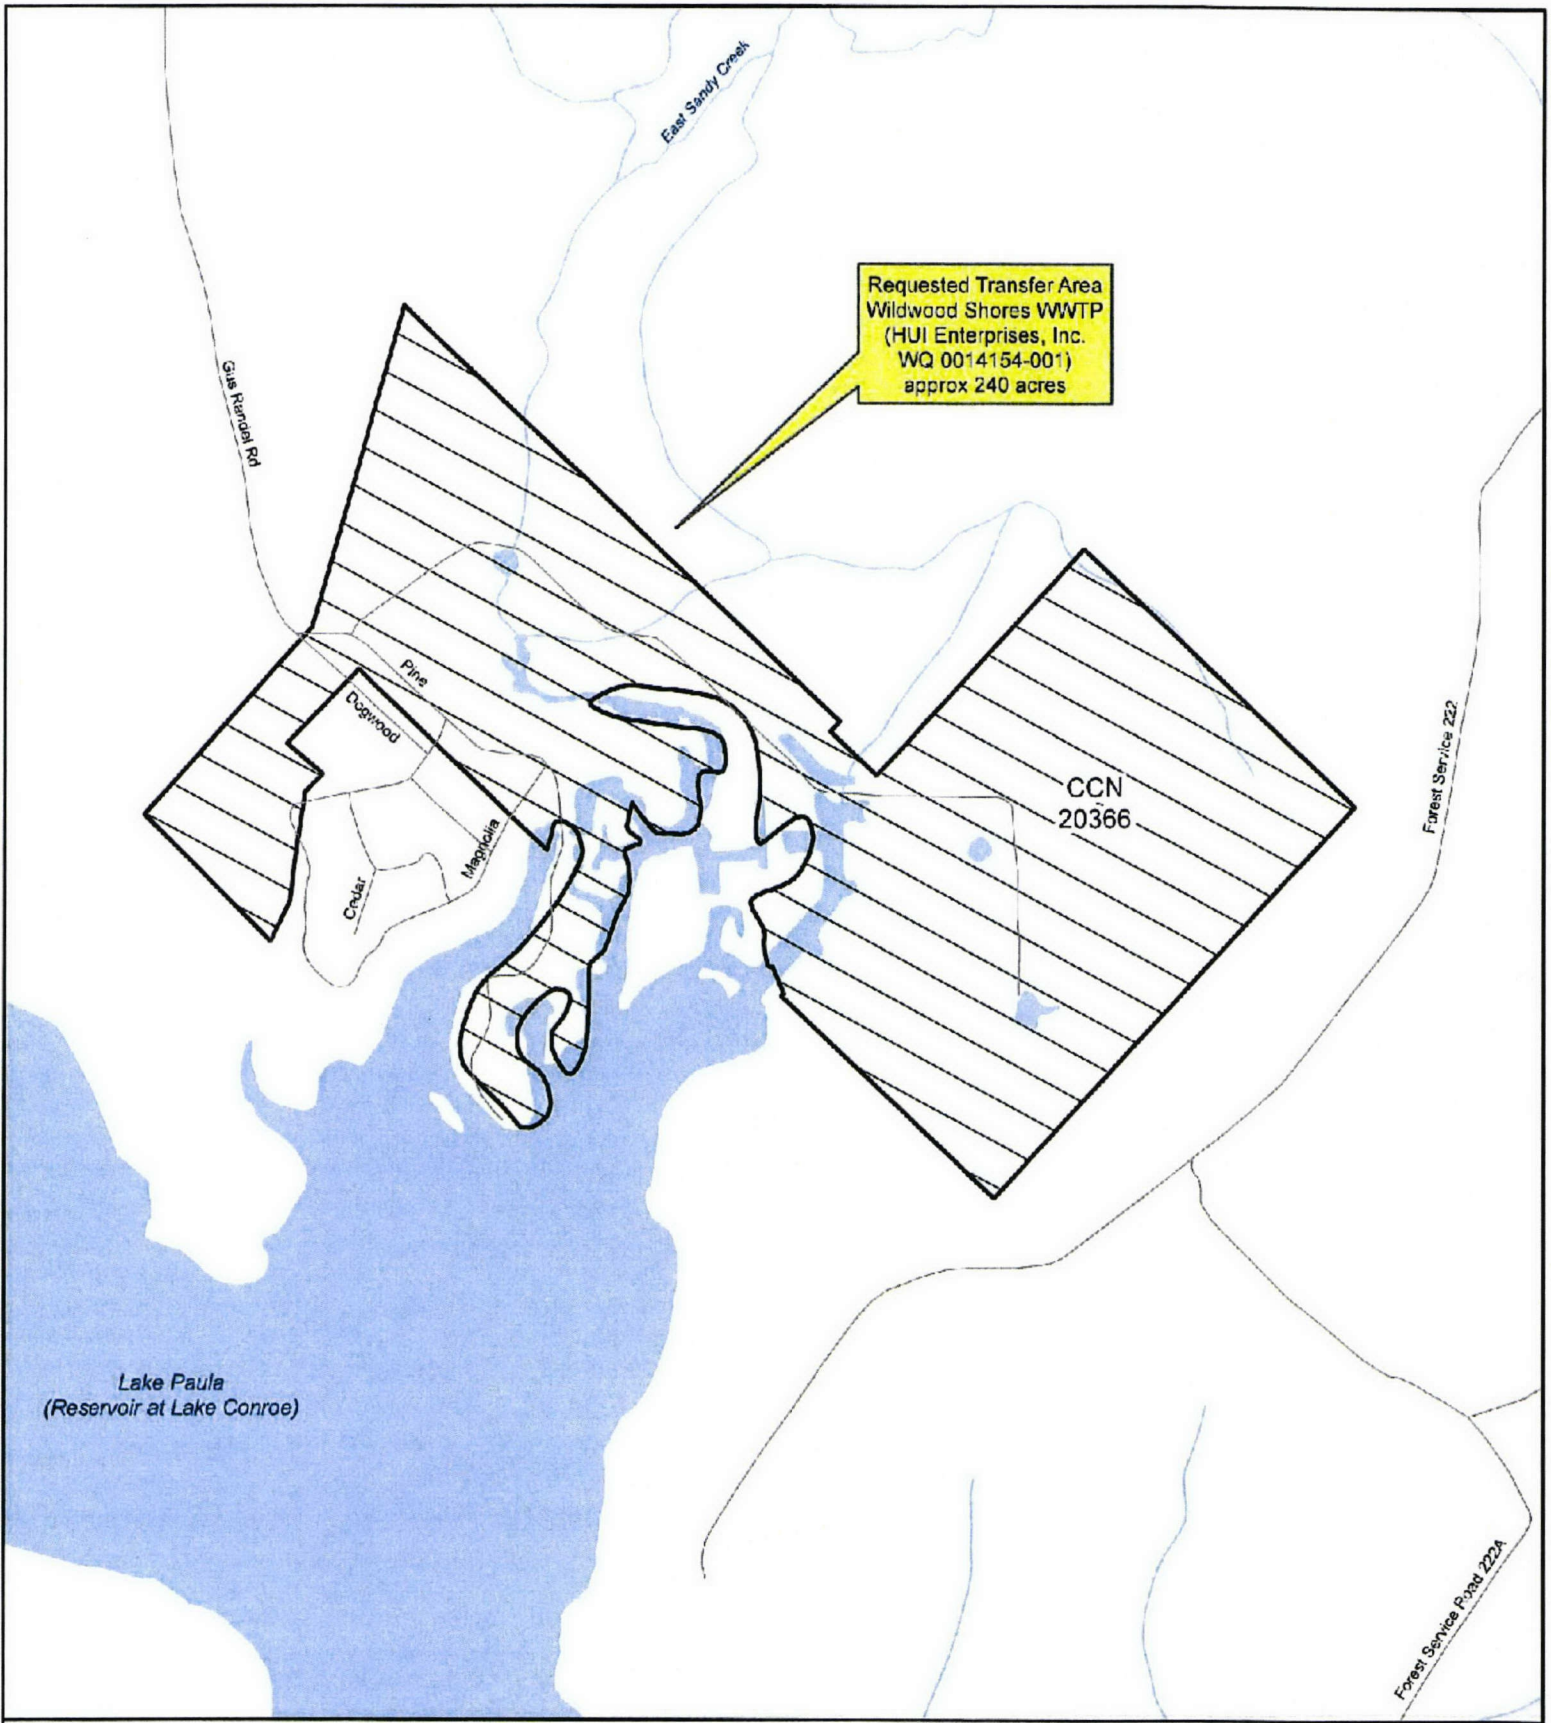 East Sandy Creek
Requested Transfer Area
Wildwood Shores WWTP
(HUI Enterprises, Inc.
WQ 0014154-001)
approx 240 acres
Gus Randel Rd
Pine
Dogwood
CCN
20366
Forest Service 222
Magnolia
Cedar
Lake Paula
(Reservoir at Lake Conroe)
Forest Service Road 222A